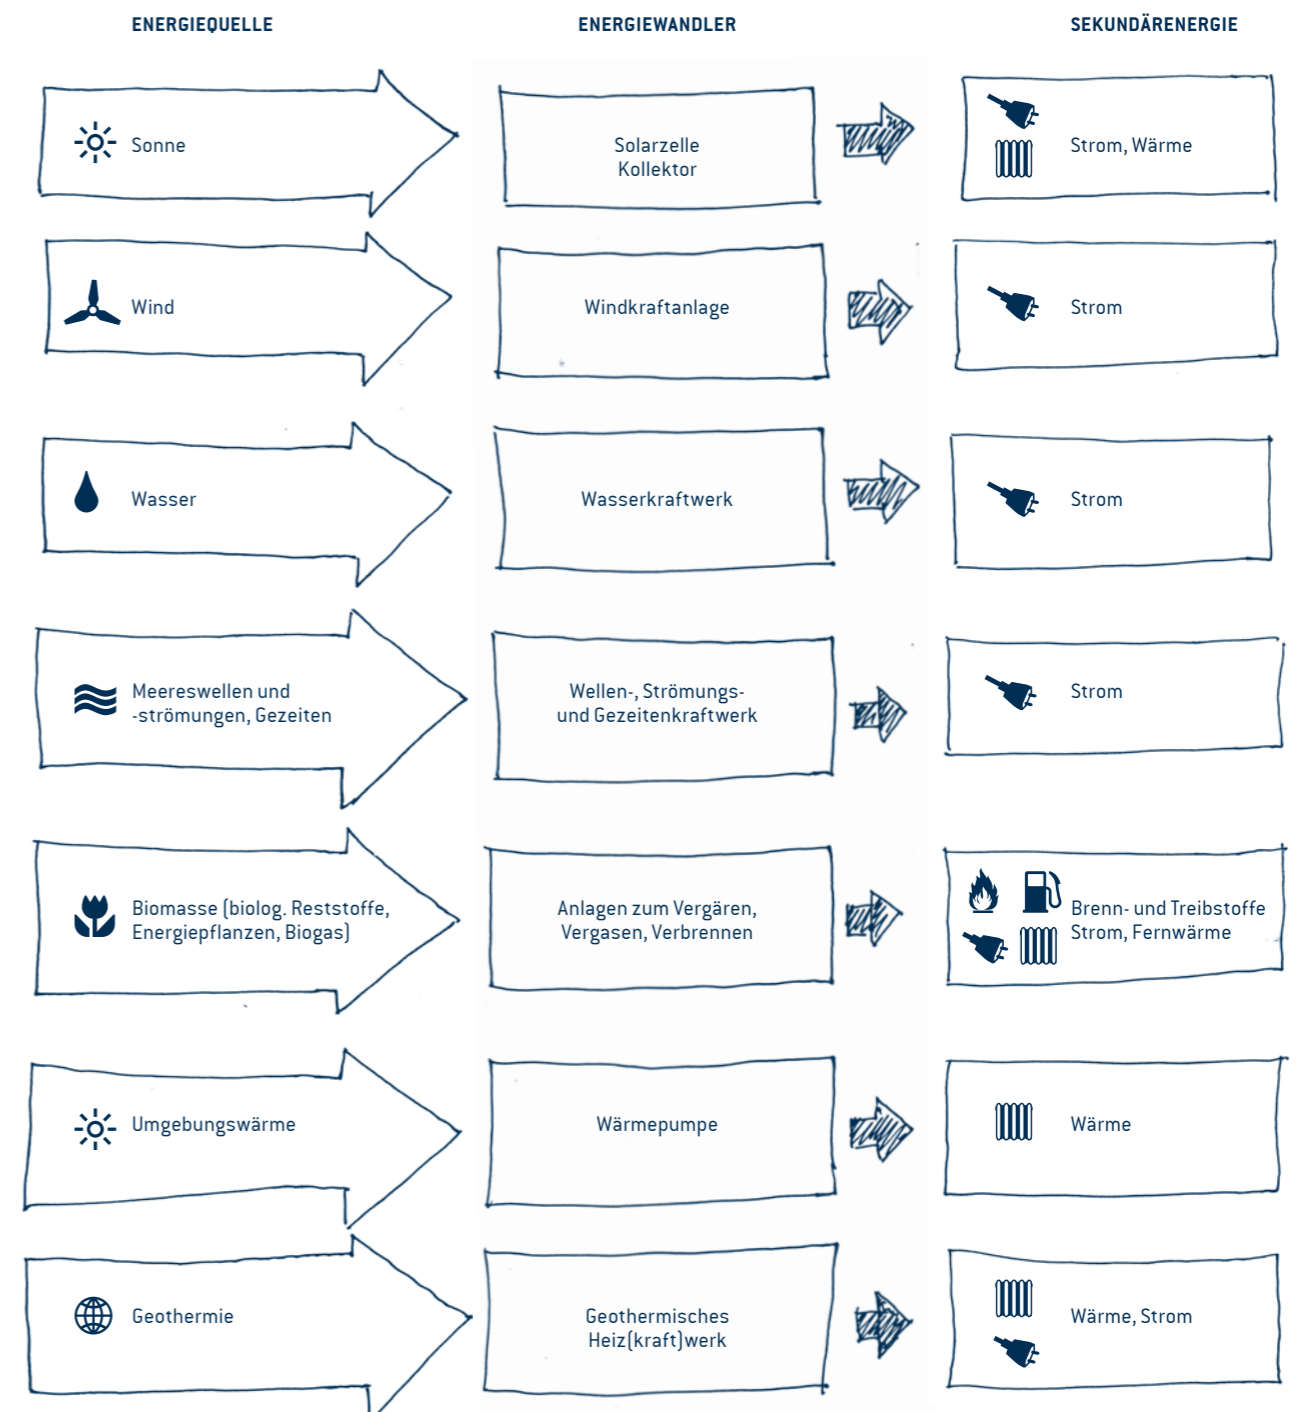 ENERGIEQUELLE
ENERGIEWANDLER
SEKUNDÄRENERGIE
Sonne
Solarzelle
Kollektor
Strom, Wärme
Wind
Windkraftanlage
Strom
Wasser
Wasserkraftwerk
Strom
Meereswellen und
-strömungen, Gezeiten
Wellen-, Strömungs-
und Gezeitenkraftwerk
Strom
Biomasse (biolog. Reststoffe,
Energiepflanzen, Biogas)
Anlagen zum Vergären,
Vergasen, Verbrennen
Brenn- und Treibstoffe
Strom, Fernwärme
Umgebungswärme
Wärmepumpe
Wärme
Geothermie
Geothermisches
Heiz(kraft)werk
Wärme, Strom